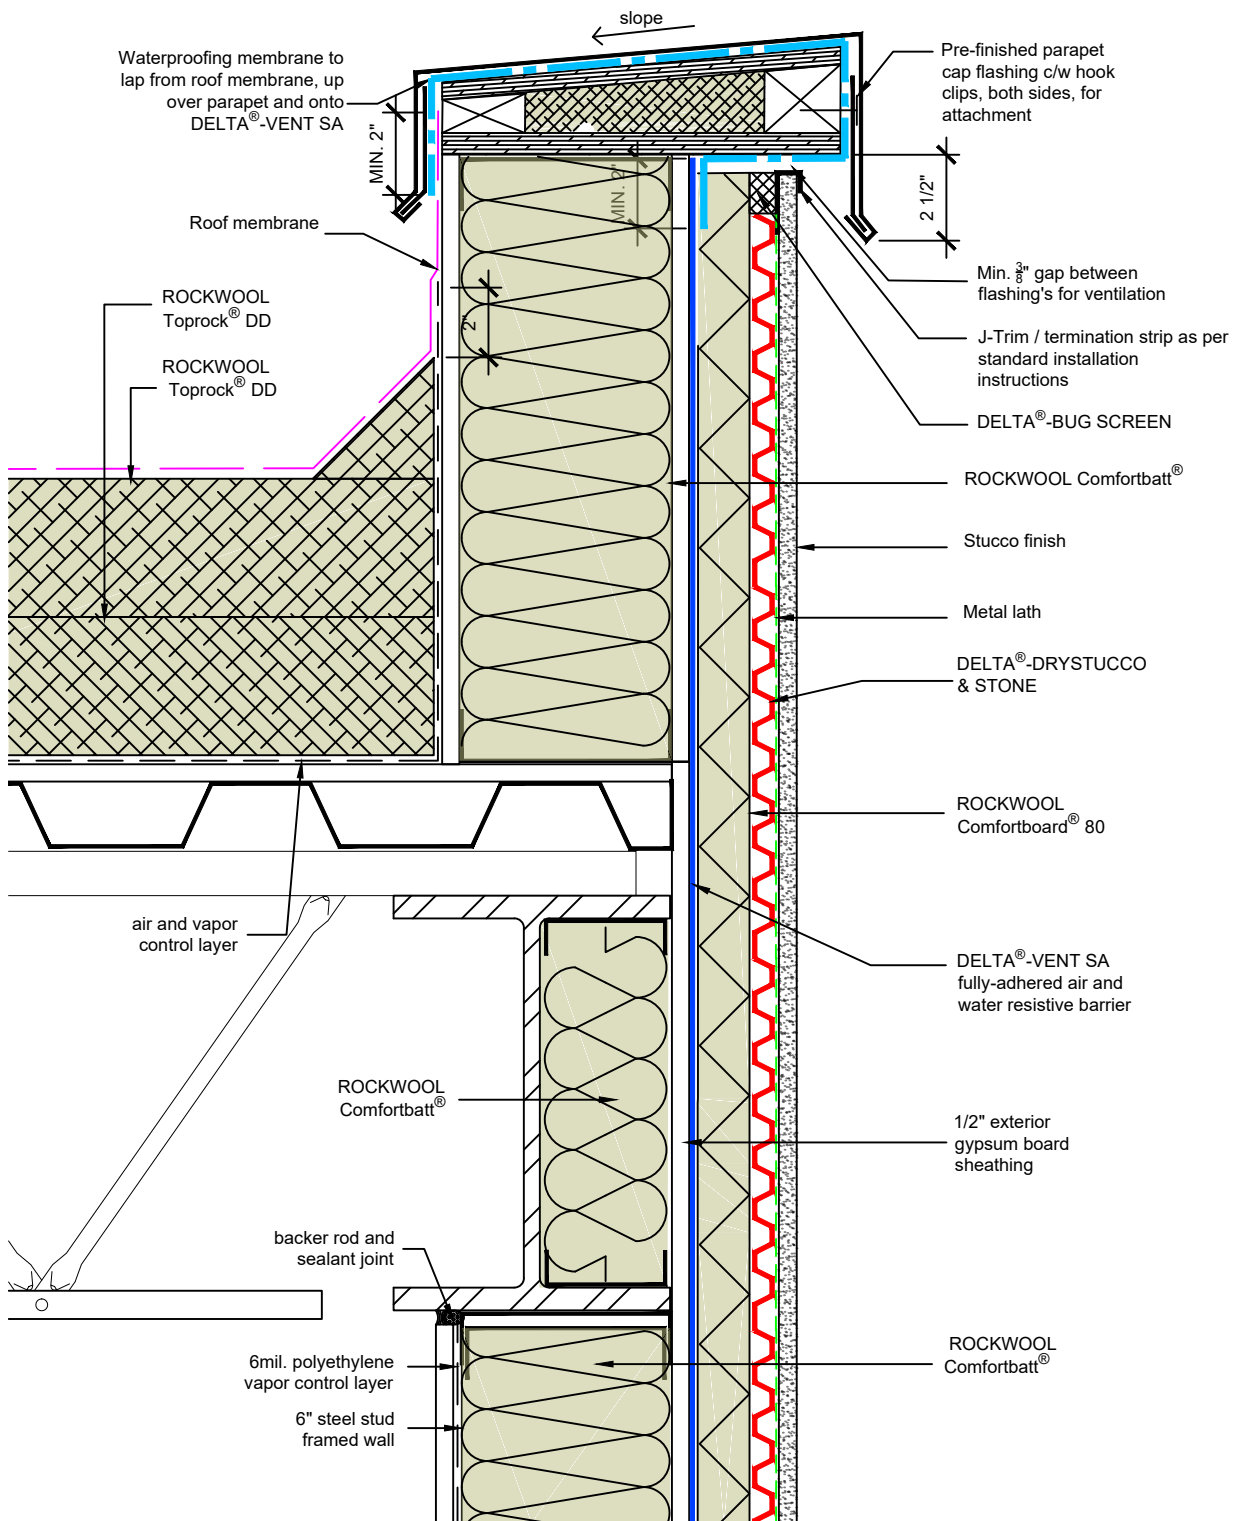 slope
Waterproofing membrane to
lap from roof membrane, up
over parapet and onto
DELTA®-VENT SA
MIN. 2"
Roof membrane
ROCKWOOL
Toprock® DD
ROCKWOOL
Toprock® DD
MIN. 2"
2"
Pre-finished parapet
cap flashing c/w hook
clips, both sides, for
attachment
2 1/2"
Min. 3/8" gap between
flashing's for ventilation
J-Trim / termination strip as per
standard installation
instructions
DELTA®-BUG SCREEN
ROCKWOOL Comfortbatt®
Stucco finish
Metal lath
DELTA®-DRYSTUCCO
& STONE
ROCKWOOL
Comfortboard® 80
air and vapor
control layer
DELTA®-VENT SA
fully-adhered air and
water resistive barrier
ROCKWOOL
Comfortbatt®
1/2" exterior
gypsum board
sheathing
backer rod and
sealant joint
6mil. polyethylene
vapor control layer
6" steel stud
framed wall
ROCKWOOL
Comfortbatt®